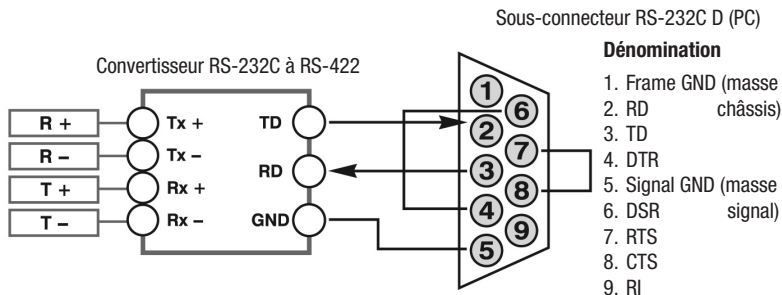 Sous-connecteur RS-232C D (PC)
Convertisseur RS-232C à RS-422
Dénomination
R + Tx + TD
R – Tx –
T + Rx + RD
T – Rx – GND
1 2 3 4 5
6 7 8 9
1. Frame GND (masse
2. RD châssis)
3. TD
4. DTR
5. Signal GND (masse
6. DSR signal)
7. RTS
8. CTS
9. RI